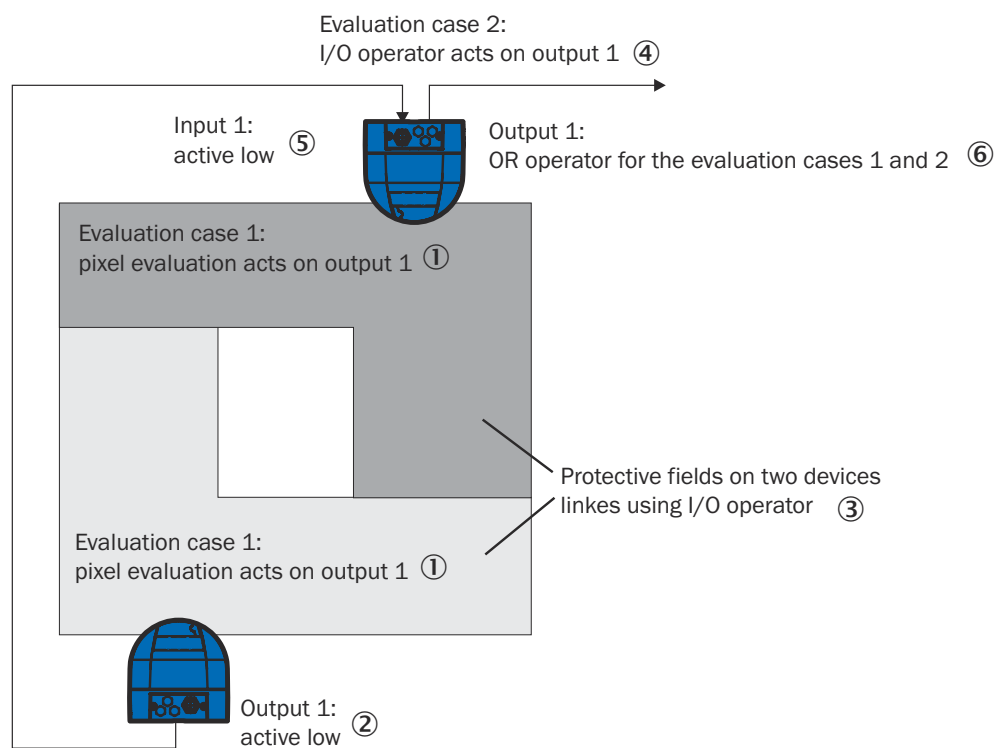 Evaluation case 2:
I/O operator acts on output 1 ④
Input 1:
active low ⑤
Output 1:
OR operator for the evaluation cases 1 and 2 ⑥
Evaluation case 1:
pixel evaluation acts on output 1 ①
Protective fields on two devices
linkes using I/O operator ③
Evaluation case 1:
pixel evaluation acts on output 1 ①
Output 1:
active low ②